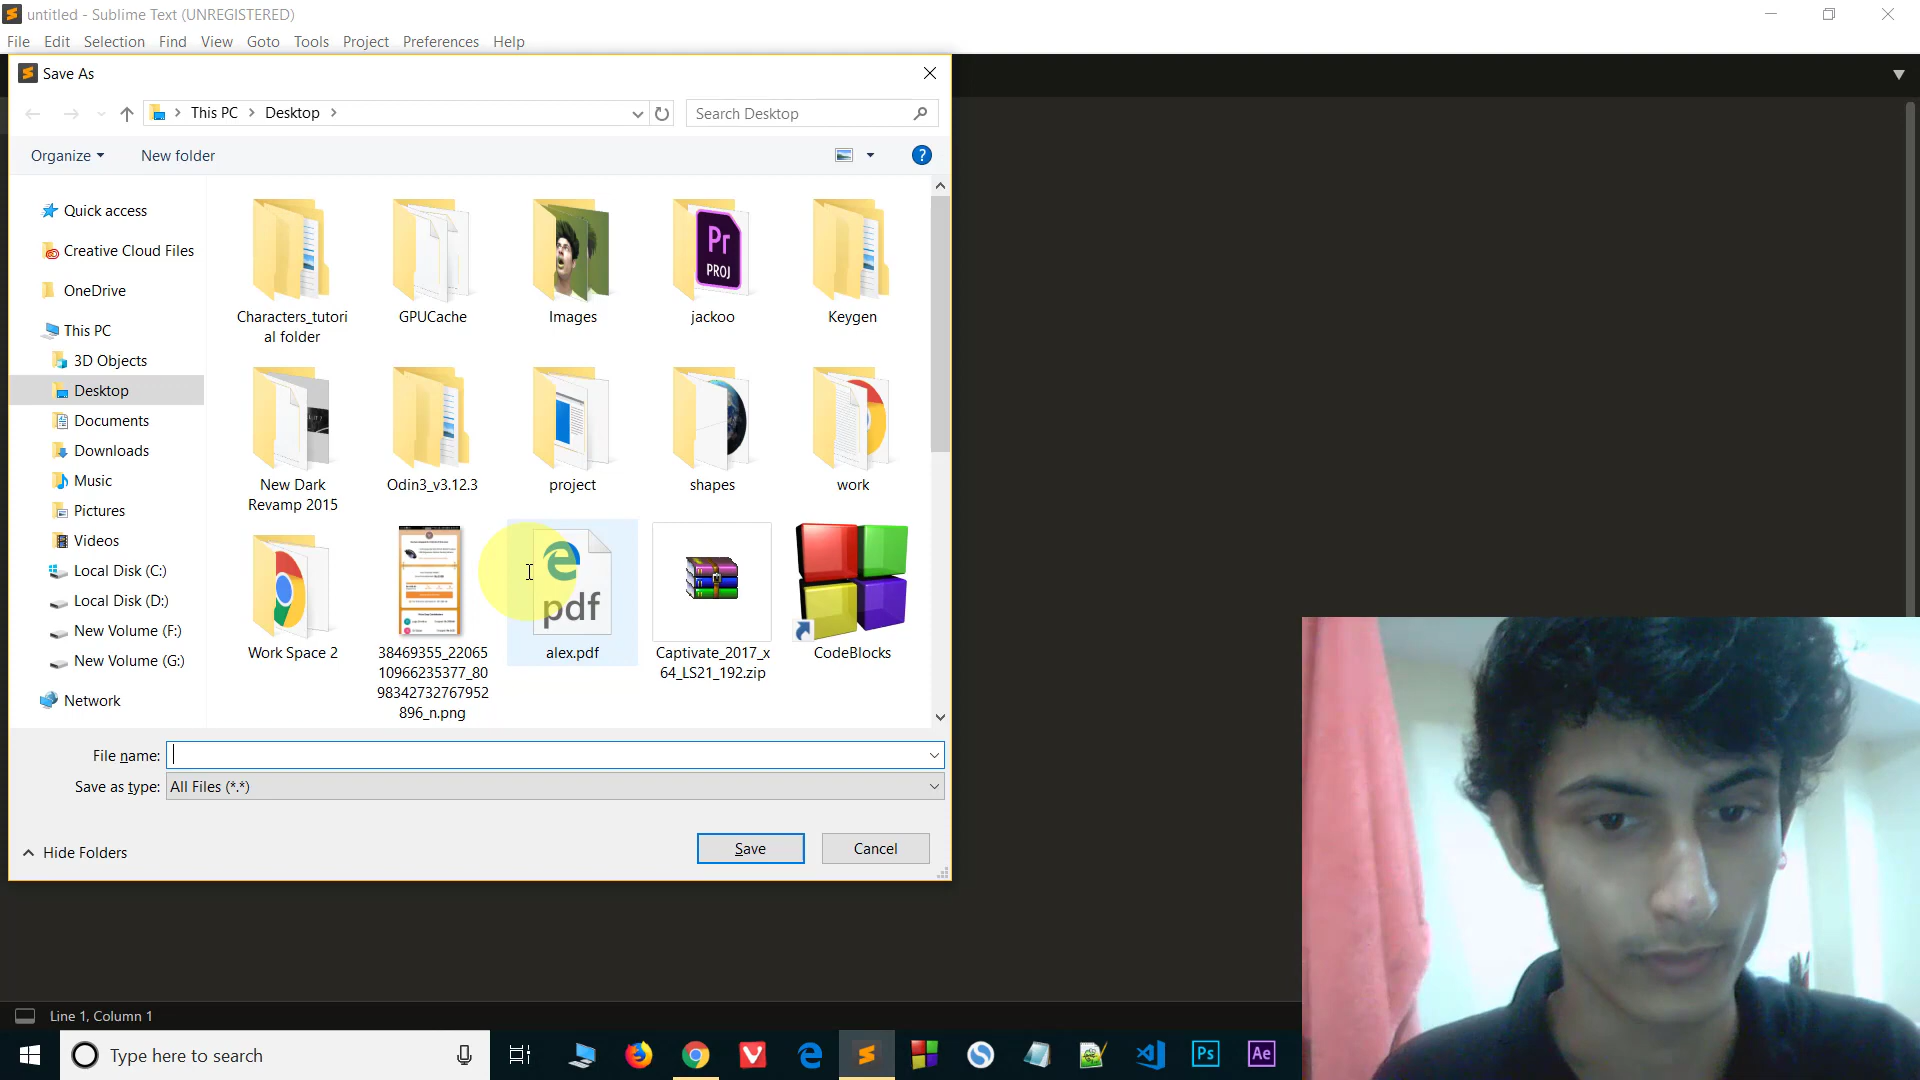 untitled - Sublime Text (UNREGISTERED)
File Edit Selection Find View Goto Tools Project Preferences Help
Save As
This PC Desktop
Search Desktop
Organize
New folder
?
Quick access
Creative Cloud Files
OneDrive
This PC
3D Objects
Desktop
Documents
Downloads
Music
Pictures
Videos
Local Disk (C:)
Local Disk (D:)
New Volume (F:)
New Volume (G:)
Network
Pr
PROJ
Characters_tutori
al folder
GPUCache
Images
jackoo
Keygen
New Dark
Revamp 2015
Odin3_v3.12.3
project
shapes
work
pdf
Work Space 2
38469355_22065
10966235377_80
98342732767952
896_n.png
alex.pdf
Captivate_2017_x
64_LS21_192.zip
CodeBlocks
File name:
Save as type: All Files (*.*)
Hide Folders
Save
Cancel
Line 1, Column 1
Type here to search
Ps
Ae